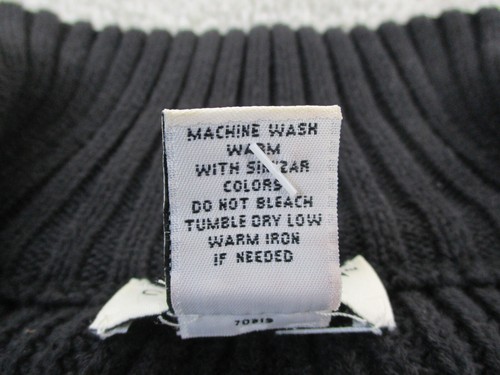 MACHINE WASH
WARM
WITH SIMILAR
COLORS
DO NOT BLEACH
TUMBLE DRY LOW
WARM IRON
IF NEEDED